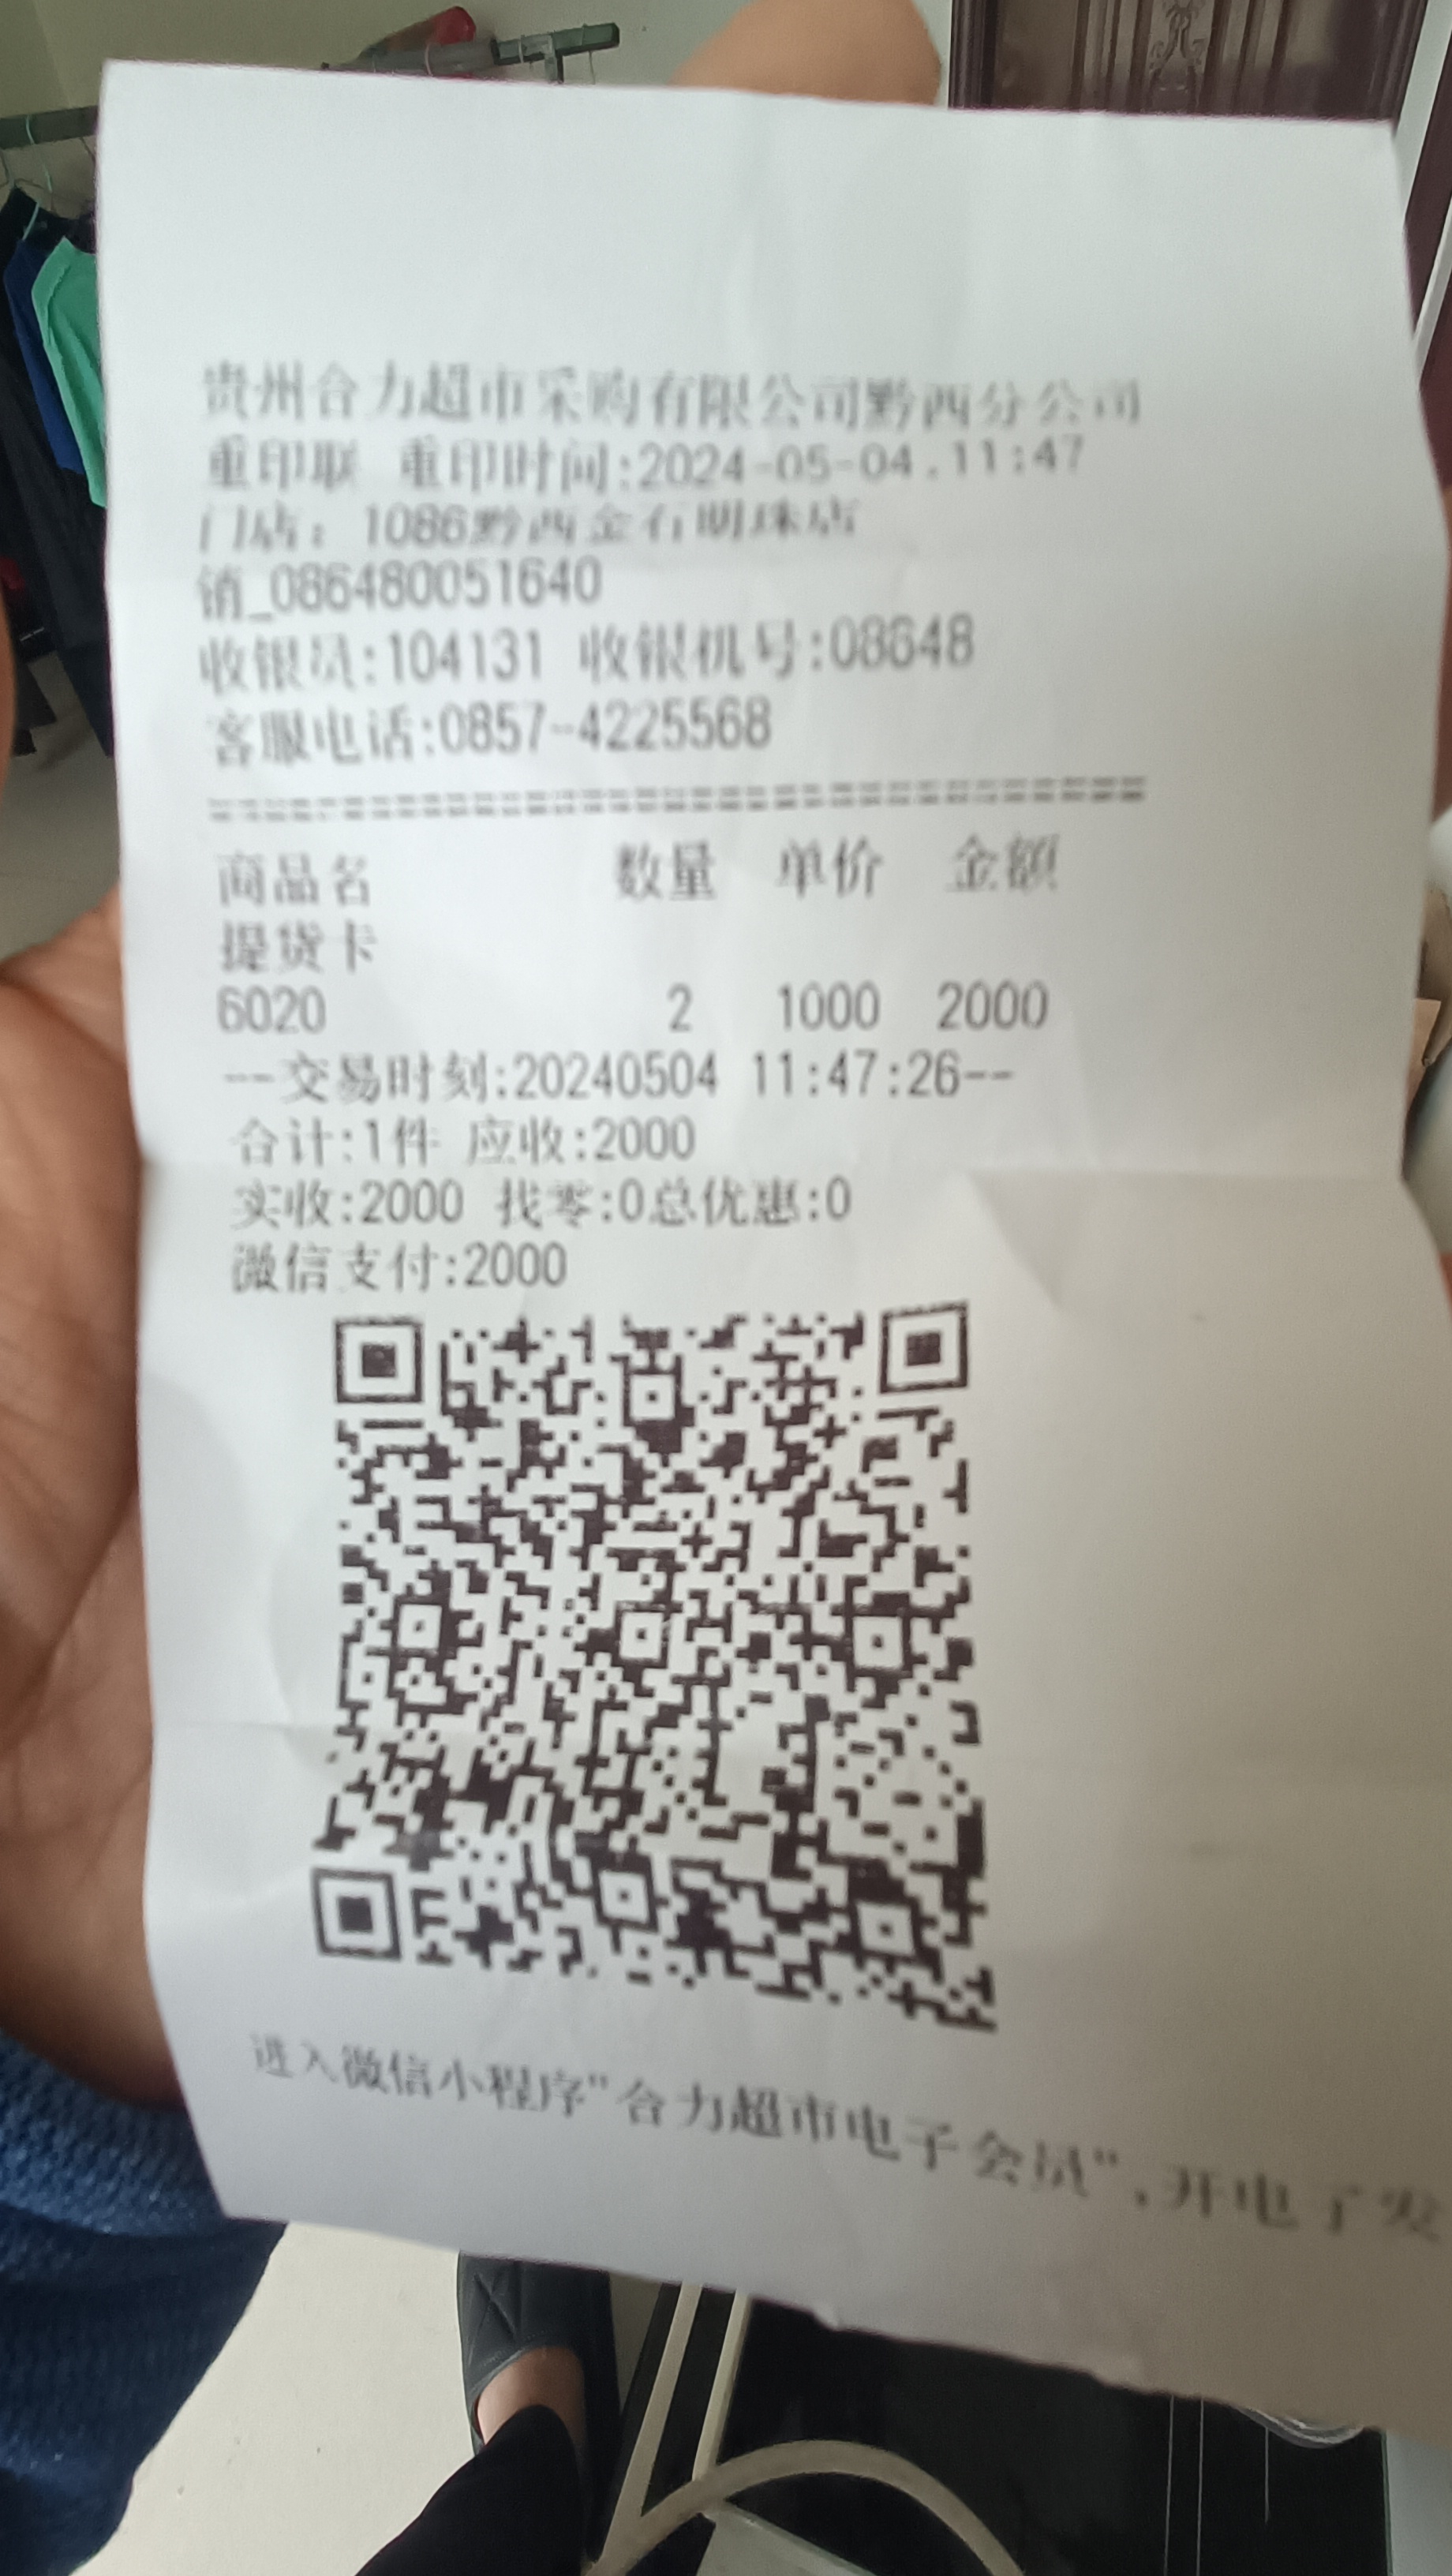 贵州合力超市采购有限公司黔西分公司
重印联 重印时间:2024-05-04.11:47
门店：1086黔西金石明珠店
销_086480051640
收银员:104131 收银机号:08648
客服电话:0857-4225568
商品名 数量 单价 金额
提货卡
6020 2 1000 2000
--交易时刻:20240504 11:47:26--
合计:1件 应收:2000
实收:2000 找零:0总优惠:0
微信支付:2000
进入微信小程序"合力超市电子会员",开电子发